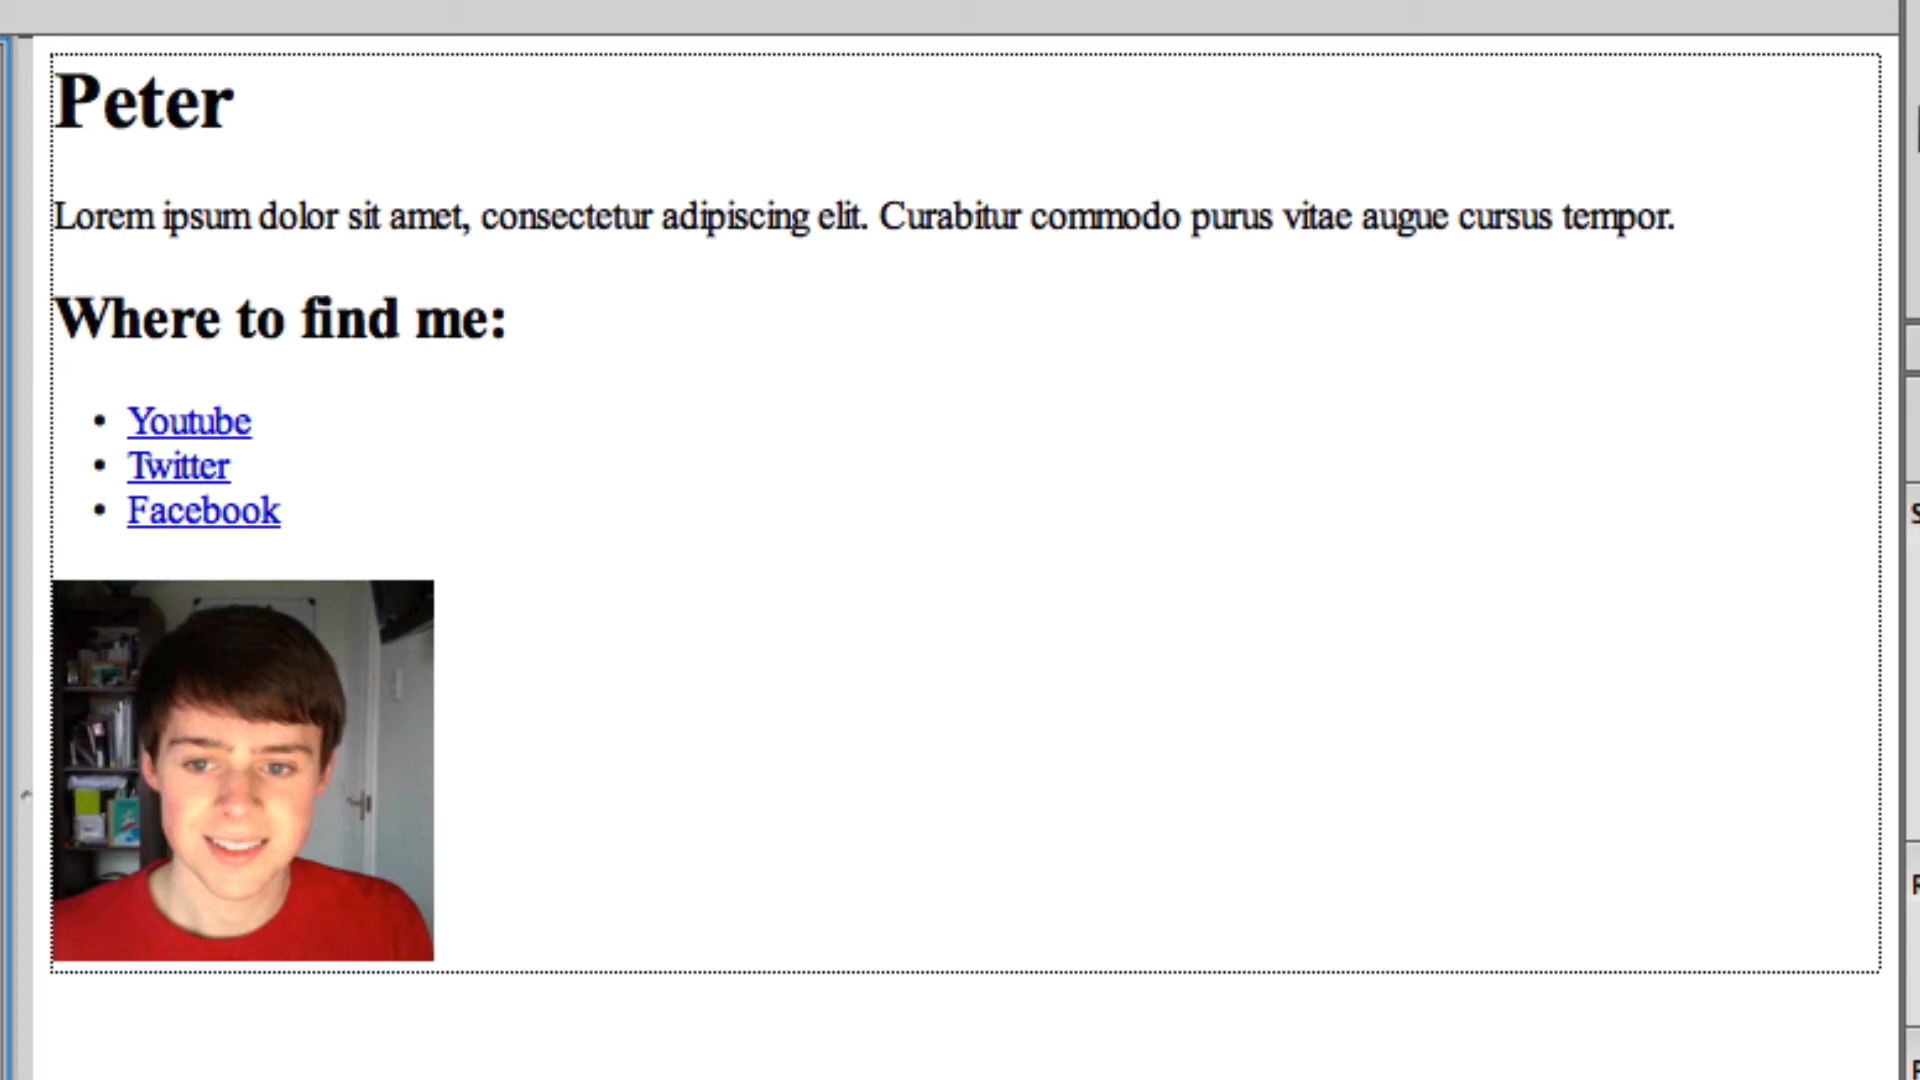 Peter
Lorem ipsum dolor sit amet, consectetur adipiscing elit. Curabitur commodo purus vitae augue cursus tempor.
Where to find me:
• Youtube
• Twitter
• Facebook